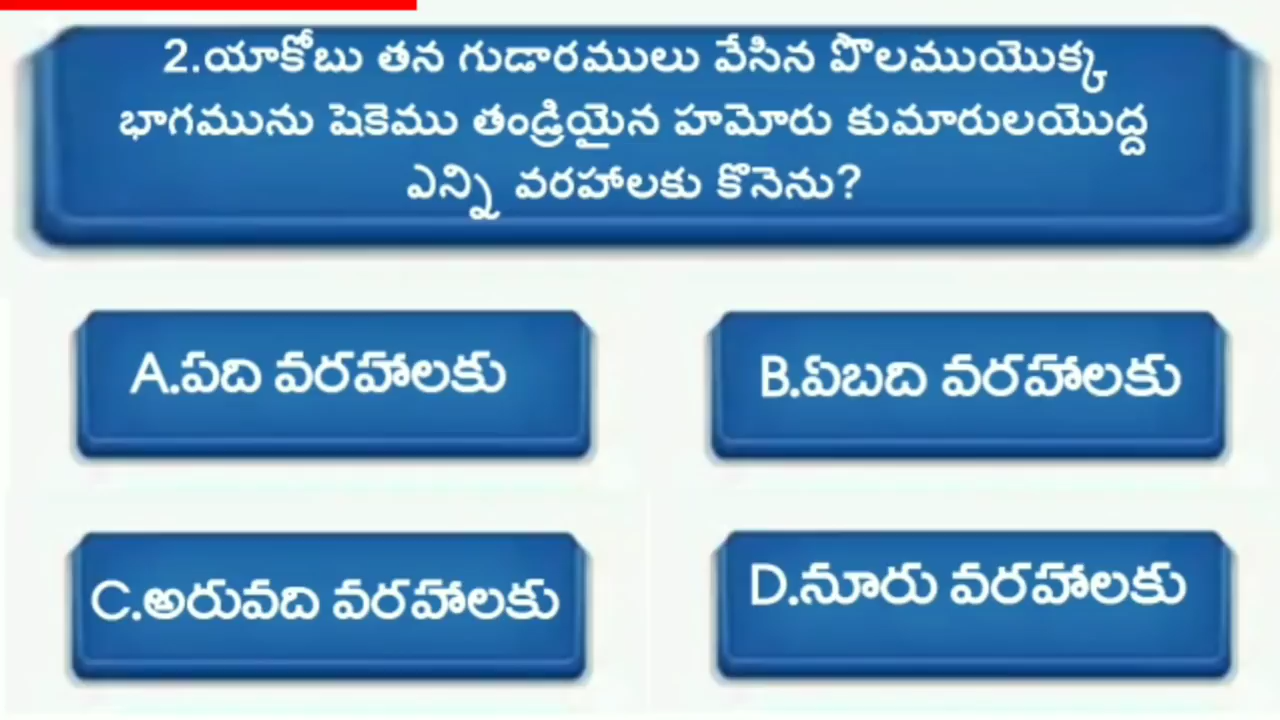 2.యాకోబు తన గుడారములు వేసిన పొలముయొక్క
భాగమును షెకెము తండ్రియైన హమోరు కుమారులయొద్ద
ఎన్ని వరహాలకు కొనెను?
A.పది వరహాలకు
B.ఏబది వరహాలకు
C.అరువది వరహాలకు
D.నూరు వరహాలకు